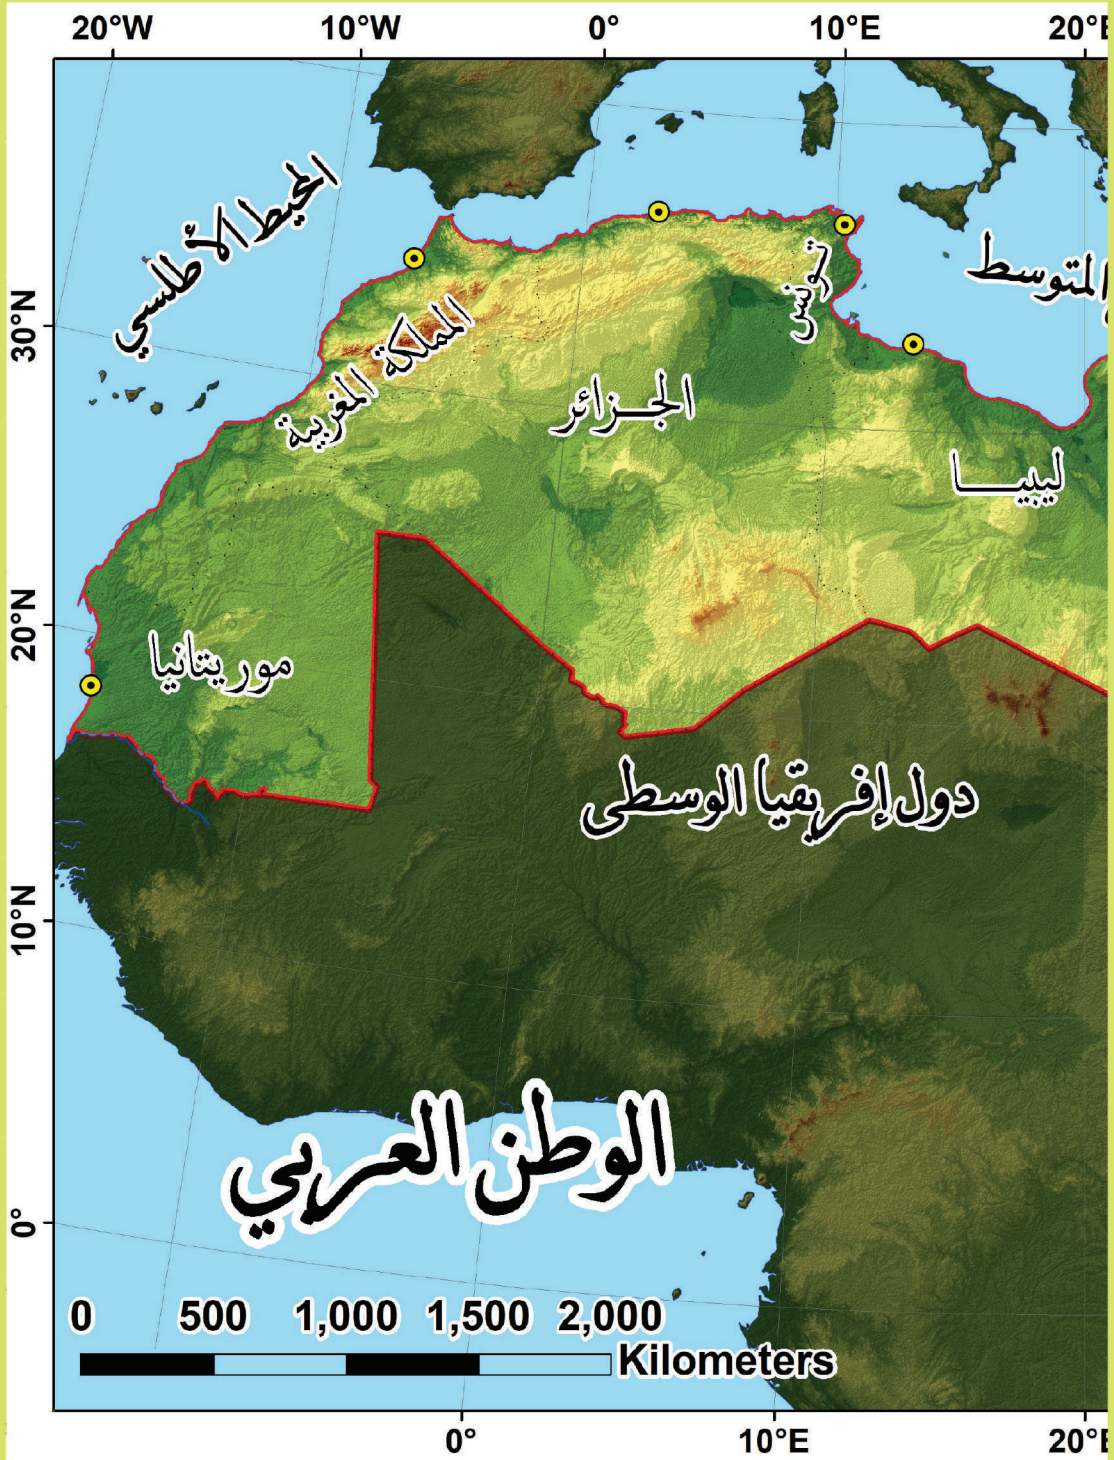 20°W 10°W 0° 10°E 20°E
المحيط الأطلسي
المتوسط
تونس
المملكة المغربية
الجزائر
ليبيا
موريتانيا
دول إفريقيا الوسطى
30°N
20°N
10°N
0°
الوطن العربي
0 500 1,000 1,500 2,000
Kilometers
0° 10°E 20°E